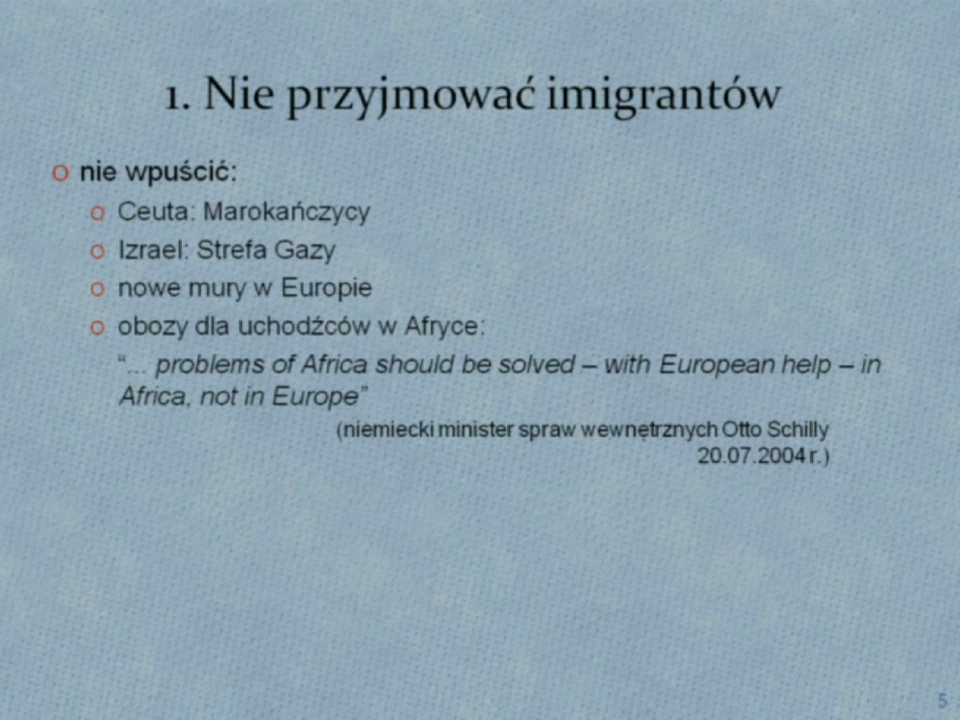 1. Nie przyjmować imigrantów
o nie wpuścić:
o Ceuta: Marokańczycy
o Izrael: Strefa Gazy
o nowe mury w Europie
o obozy dla uchodźców w Afryce:
“... problems of Africa should be solved – with European help – in
Africa, not in Europe”
(niemiecki minister spraw wewnętrznych Otto Schilly
20.07.2004 r.)
5